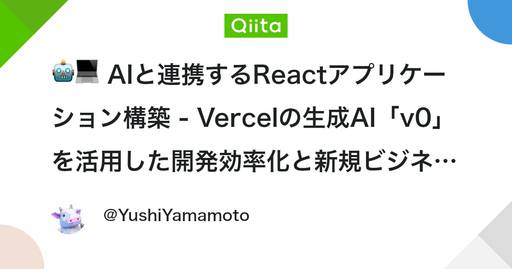 Qiita
🤖💻 AIと連携するReactアプリケー
ション構築 - Vercelの生成AI「v0」
を活用した開発効率化と新規ビジネ…
@YushiYamamoto